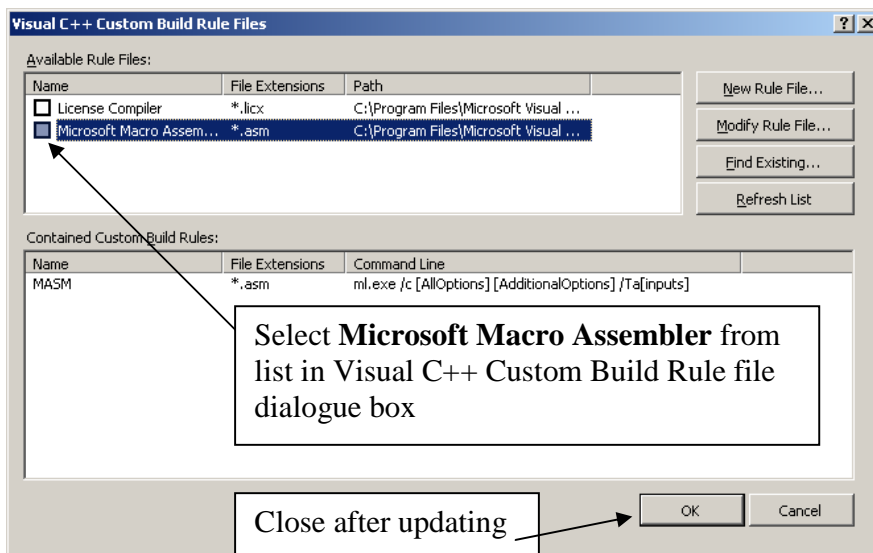 Visual C++ Custom Build Rule Files
Available Rule Files:
Name File Extensions Path
License Compiler *.licx C:\Program Files\Microsoft Visual ...
Microsoft Macro Assem... *.asm C:\Program Files\Microsoft Visual ...
New Rule File...
Modify Rule File...
Find Existing...
Refresh List
Contained Custom Build Rules:
Name File Extensions Command Line
MASM *.asm ml.exe /c [AllOptions] [AdditionalOptions] /Ta[inputs]
Select Microsoft Macro Assembler from
list in Visual C++ Custom Build Rule file
dialogue box
Close after updating
OK Cancel